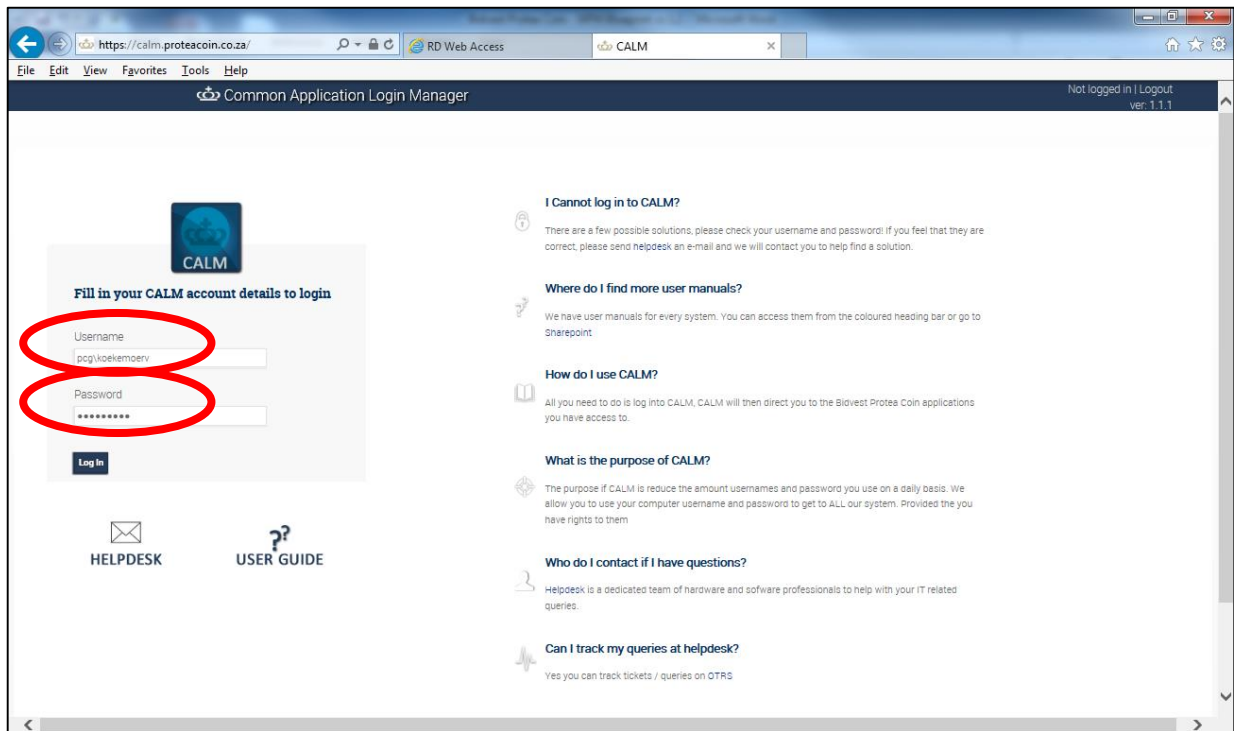 https://calm.proteacoin.co.za/
RD Web Access
CALM
File Edit View Favorites Tools Help
Common Application Login Manager
Not logged in | Logout
ver: 1.1.1
CALM
Fill in your CALM account details to login
Username
pcg\koekemoerv
Password
•••••••••
Log In
HELPDESK
USER GUIDE
I Cannot log in to CALM?
There are a few possible solutions, please check your username and password! If you feel that they are
correct, please send helpdesk an e-mail and we will contact you to help find a solution.
Where do I find more user manuals?
We have user manuals for every system. You can access them from the coloured heading bar or go to
Sharepoint
How do I use CALM?
All you need to do is log into CALM, CALM will then direct you to the Bidvest Protea Coin applications
you have access to.
What is the purpose of CALM?
The purpose if CALM is reduce the amount usernames and password you use on a daily basis. We
allow you to use your computer username and password to get to ALL our system. Provided the you
have rights to them
Who do I contact if I have questions?
Helpdesk is a dedicated team of hardware and sofware professionals to help with your IT related
queries.
Can I track my queries at helpdesk?
Yes you can track tickets / queries on OTRS